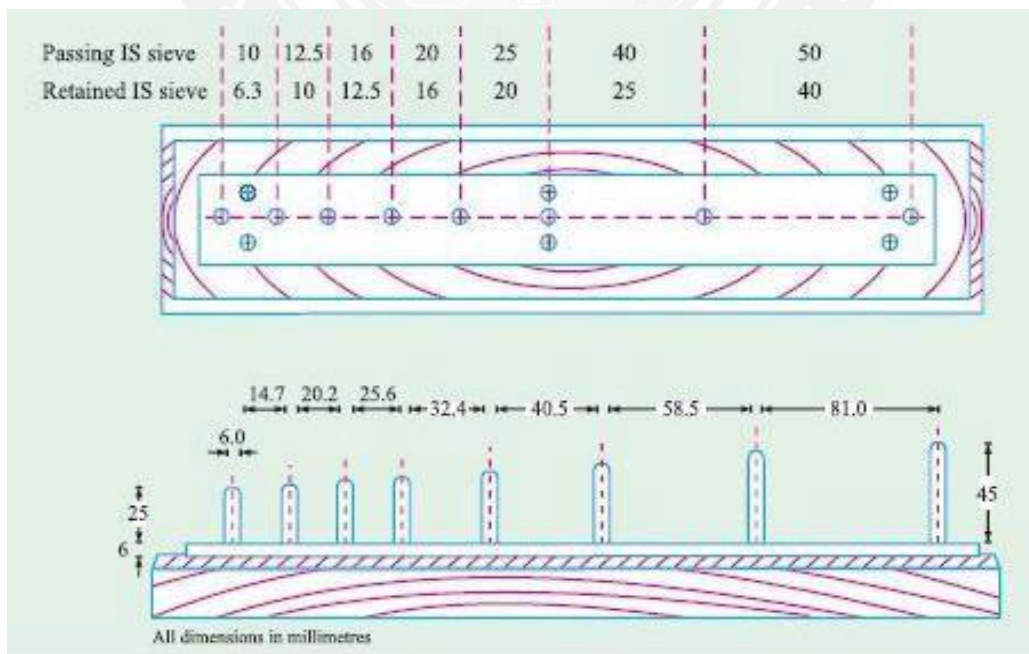 Passing IS sieve 10 12.5 16 20 25 40 50
Retained IS sieve 6.3 10 12.5 16 20 25 40
14.7 20.2 25.6 32.4 40.5 58.5 81.0
6.0
25
45
6
All dimensions in millimetres